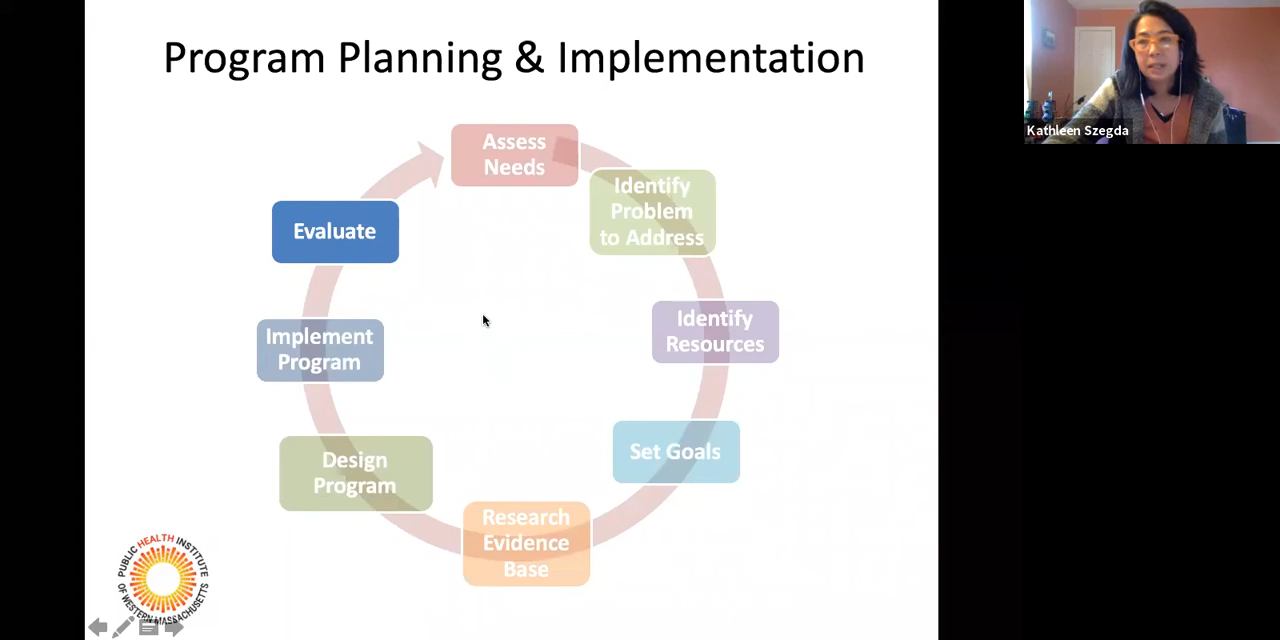 Program Planning & Implementation
Assess
Needs
Identify
Problem
to Address
Identify
Resources
Set Goals
Research
Evidence
Base
Design
Program
Implement
Program
Evaluate
PUBLIC HEALTH INSTITUTE
OF WESTERN MASSACHUSETTS
Kathleen Szegda